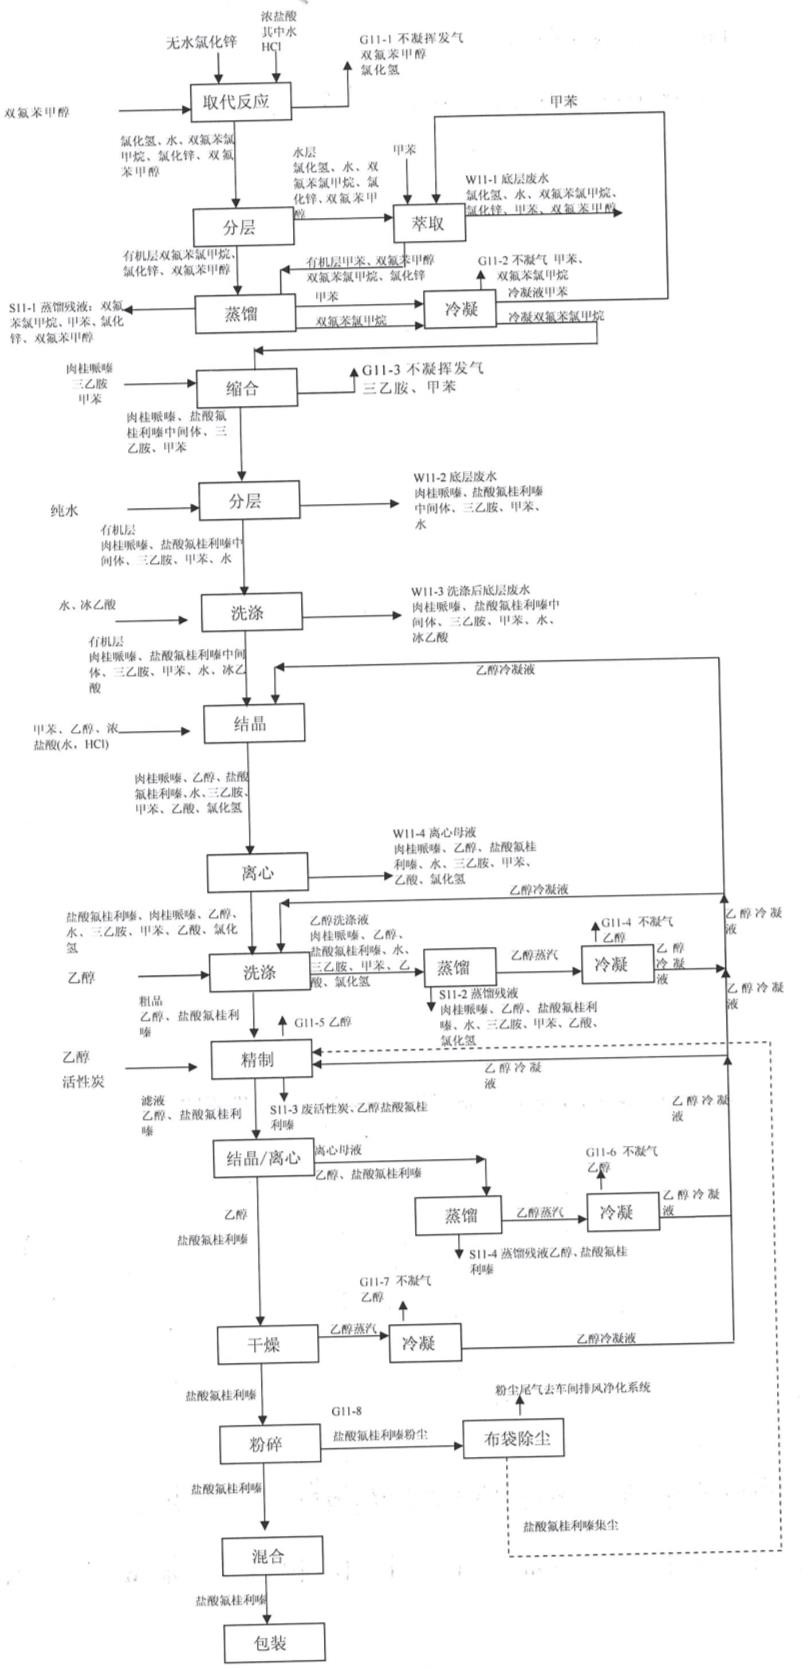 浓盐酸
其中水
HCl
无水氯化锌
G11-1 不凝挥发气
双氟苯甲醇
氯化氢
双氟苯甲醇
取代反应
甲苯
氯化氢、水、双氟苯氯
甲烷、氯化锌、双氟
苯甲醇
水层
氯化氢、水、双
氟苯氯甲烷、氯
化锌、双氟苯甲
醇
甲苯
W11-1 底层废水
氯化氢、水、双氟苯氯甲烷、
氯化锌、甲苯、双氟苯甲醇
分层
萃取
有机层双氟苯氯甲烷、
氯化锌、双氟苯甲醇
有机层甲苯、双氟苯甲醇
双氟苯氯甲烷、氯化锌
G11-2 不凝气 甲苯、
双氟苯氯甲烷
S11-1 蒸馏残液：双氟
苯氯甲烷、甲苯、氯化
锌、双氟苯甲醇
蒸馏
甲苯
双氟苯氯甲烷
冷凝
冷凝液甲苯
冷凝双氟苯氯甲烷
肉桂哌嗪
三乙胺
甲苯
缩合
G11-3 不凝挥发气
三乙胺、甲苯
肉桂哌嗪、盐酸氟
桂利嗪中间体、三
乙胺、甲苯
纯水
分层
W11-2 底层废水
肉桂哌嗪、盐酸氟桂利嗪
中间体、三乙胺、甲苯、
水
有机层
肉桂哌嗪、盐酸氟桂利嗪中
间体、三乙胺、甲苯、水
水、冰乙酸
洗涤
W11-3 洗涤后底层废水
肉桂哌嗪、盐酸氟桂利嗪中
间体、三乙胺、甲苯、水、
冰乙酸
有机层
肉桂哌嗪、盐酸氟桂利嗪中间
体、三乙胺、甲苯、水、冰乙
酸
乙醇冷凝液
甲苯、乙醇、浓
盐酸(水，HCl)
结晶
肉桂哌嗪、乙醇、盐酸
氟桂利嗪、水、三乙胺、
甲苯、乙酸、氯化氢
离心
W11-4 离心母液
肉桂哌嗪、乙醇、盐酸氟桂
利嗪、水、三乙胺、甲苯、
乙酸、氯化氢
乙醇冷凝液
盐酸氟桂利嗪、肉桂哌嗪、乙醇、
水、三乙胺、甲苯、乙酸、氯化
氢
乙醇洗涤液
肉桂哌嗪、乙醇、
盐酸氟桂利嗪、水、
三乙胺、甲苯、乙
酸、氯化氢
G11-4 不凝气
乙醇
乙醇冷凝
液
乙醇
洗涤
蒸馏
乙醇蒸汽
冷凝
乙醇
冷凝
液
乙醇冷凝
液
S11-2 蒸馏残液
肉桂哌嗪、乙醇、盐酸氟桂利
嗪、水、三乙胺、甲苯、乙酸、
氯化氢
粗品
乙醇、盐酸氟桂利
嗪
G11-5 乙醇
乙醇
活性炭
精制
乙醇冷凝
液
滤液
乙醇、盐酸氟桂利
嗪
S11-3 废活性炭、乙醇盐酸氟桂
利嗪
乙醇冷凝
液
结晶/离心
离心母液
乙醇、盐酸氟桂利嗪
G11-6 不凝气
乙醇
乙醇
盐酸氟桂利嗪
蒸馏
乙醇蒸汽
冷凝
乙醇冷凝
液
S11-4 蒸馏残液乙醇、盐酸氟桂
利嗪
G11-7 不凝气
乙醇
干燥
乙醇蒸汽
冷凝
乙醇冷凝液
盐酸氟桂利嗪
粉尘尾气去车间排风净化系统
G11-8
盐酸氟桂利嗪粉尘
粉碎
布袋除尘
盐酸氟桂利嗪
盐酸氟桂利嗪集尘
混合
盐酸氟桂利嗪
包装